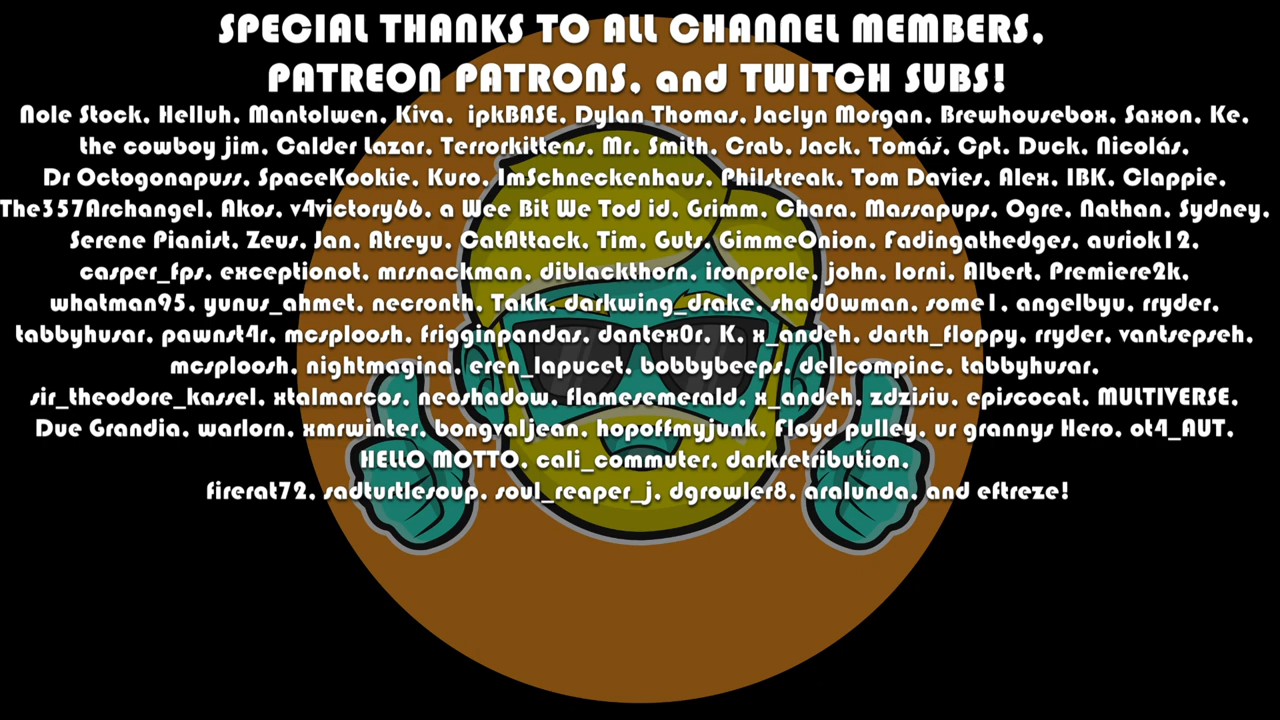 SPECIAL THANKS TO ALL CHANNEL MEMBERS,
PATREON PATRONS, and TWITCH SUBS!
Nole Stock, Helluh, Mantolwen, Kiva, ipkBASE, Dylan Thomas, Jaclyn Morgan, Brewhousebox, Saxon, Ke,
the cowboy jim, Calder Lazar, Terrorkittens, Mr. Smith, Crab, Jack, Tomáš, Cpt. Duck, Nicolás,
Dr Octogonapuss, SpaceKookie, Kuro, ImSchneckenhaus, Philstreak, Tom Davies, Alex, IBK, Clappie,
The357Archangel, Akos, v4victory66, a Wee Bit We Tod id, Grimm, Chara, Massapups, Ogre, Nathan, Sydney,
Serene Pianist, Zeus, Jan, Atreyu, CatAttack, Tim, Guts, GimmeOnion, Fadingathedges, auriok12,
casper_fps, exceptionot, mrsnackman, diblackthorn, ironprole, john, lorni, Albert, Premiere2k,
whatman95, yunus_ahmet, necronth, Takk, darkwing_drake, shad0wman, some1, angelbyu, rryder,
tabbyhusar, pawnst4r, mcsploosh, frigginpandas, dantex0r, K, x_andeh, darth_floppy, rryder, vantsepseh,
mcsploosh, nightmagina, eren_lapucet, bobbybeeps, dellcompinc, tabbyhusar,
sir_theodore_kassel, xtalmarcos, neoshadow, flamesemerald, x_andeh, zdzisiu, episcocat, MULTIVERSE,
Due Grandia, warlorn, xmrwinter, bongvaljean, hopoffmyjunk, Floyd pulley, ur grannys Hero, ot4_AUT,
HELLO MOTTO, cali_commuter, darkretribution,
firerat72, sadturtlesoup, soul_reaper_j, dgrowler8, aralunda, and eftreze!